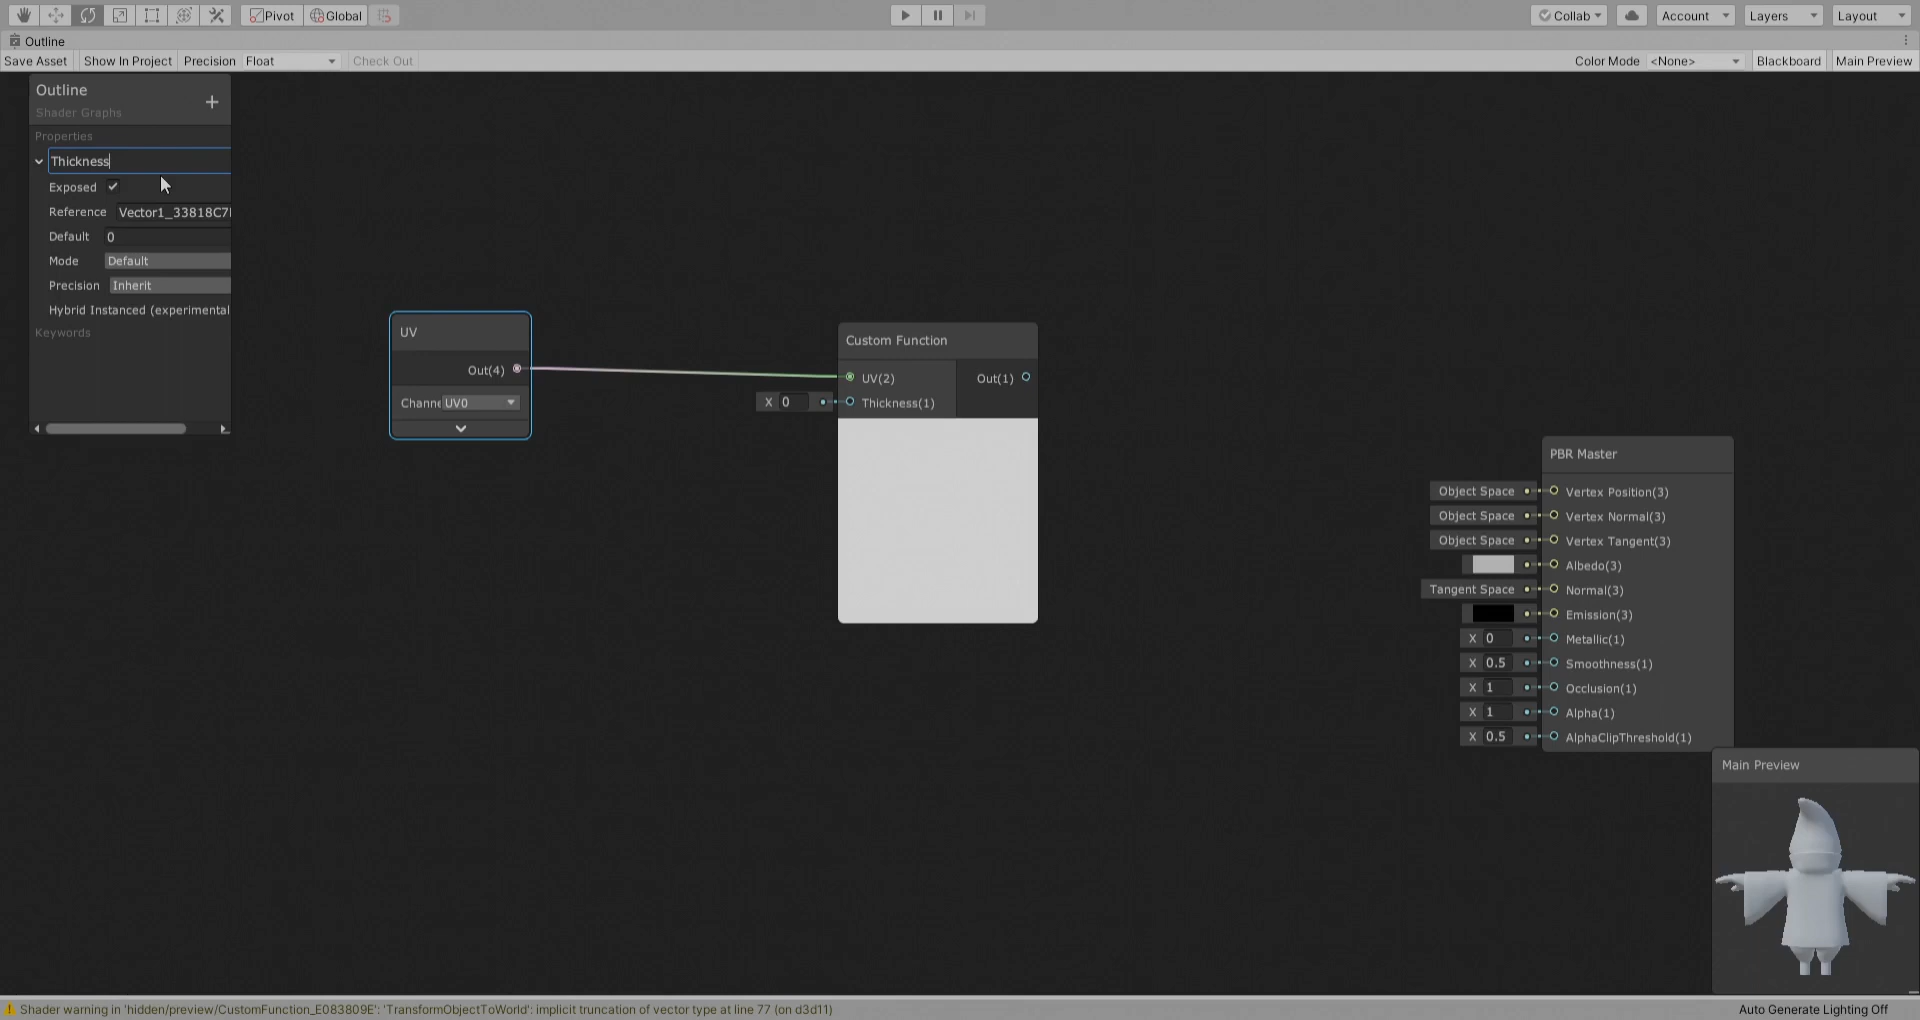 Pivot
Global
Collab
Account
Layers
Layout
Outline
Save Asset
Show In Project
Precision
Float
Check Out
Color Mode
<None>
Blackboard
Main Preview
Outline
Shader Graphs
Properties
Thickness
Exposed
Reference Vector1_33818C7
Default 0
Mode Default
Precision Inherit
Hybrid Instanced (experimental
Keywords
UV
Out(4)
Channe UV0
Custom Function
UV(2)
Out(1)
X 0
Thickness(1)
PBR Master
Object Space Vertex Position(3)
Object Space Vertex Normal(3)
Object Space Vertex Tangent(3)
Albedo(3)
Tangent Space Normal(3)
Emission(3)
X 0 Metallic(1)
X 0.5 Smoothness(1)
X 1 Occlusion(1)
X 1 Alpha(1)
X 0.5 AlphaClipThreshold(1)
Main Preview
Shader warning in 'hidden/preview/CustomFunction_E083809E': 'TransformObjectToWorld': implicit truncation of vector type at line 77 (on d3d11)
Auto Generate Lighting Off